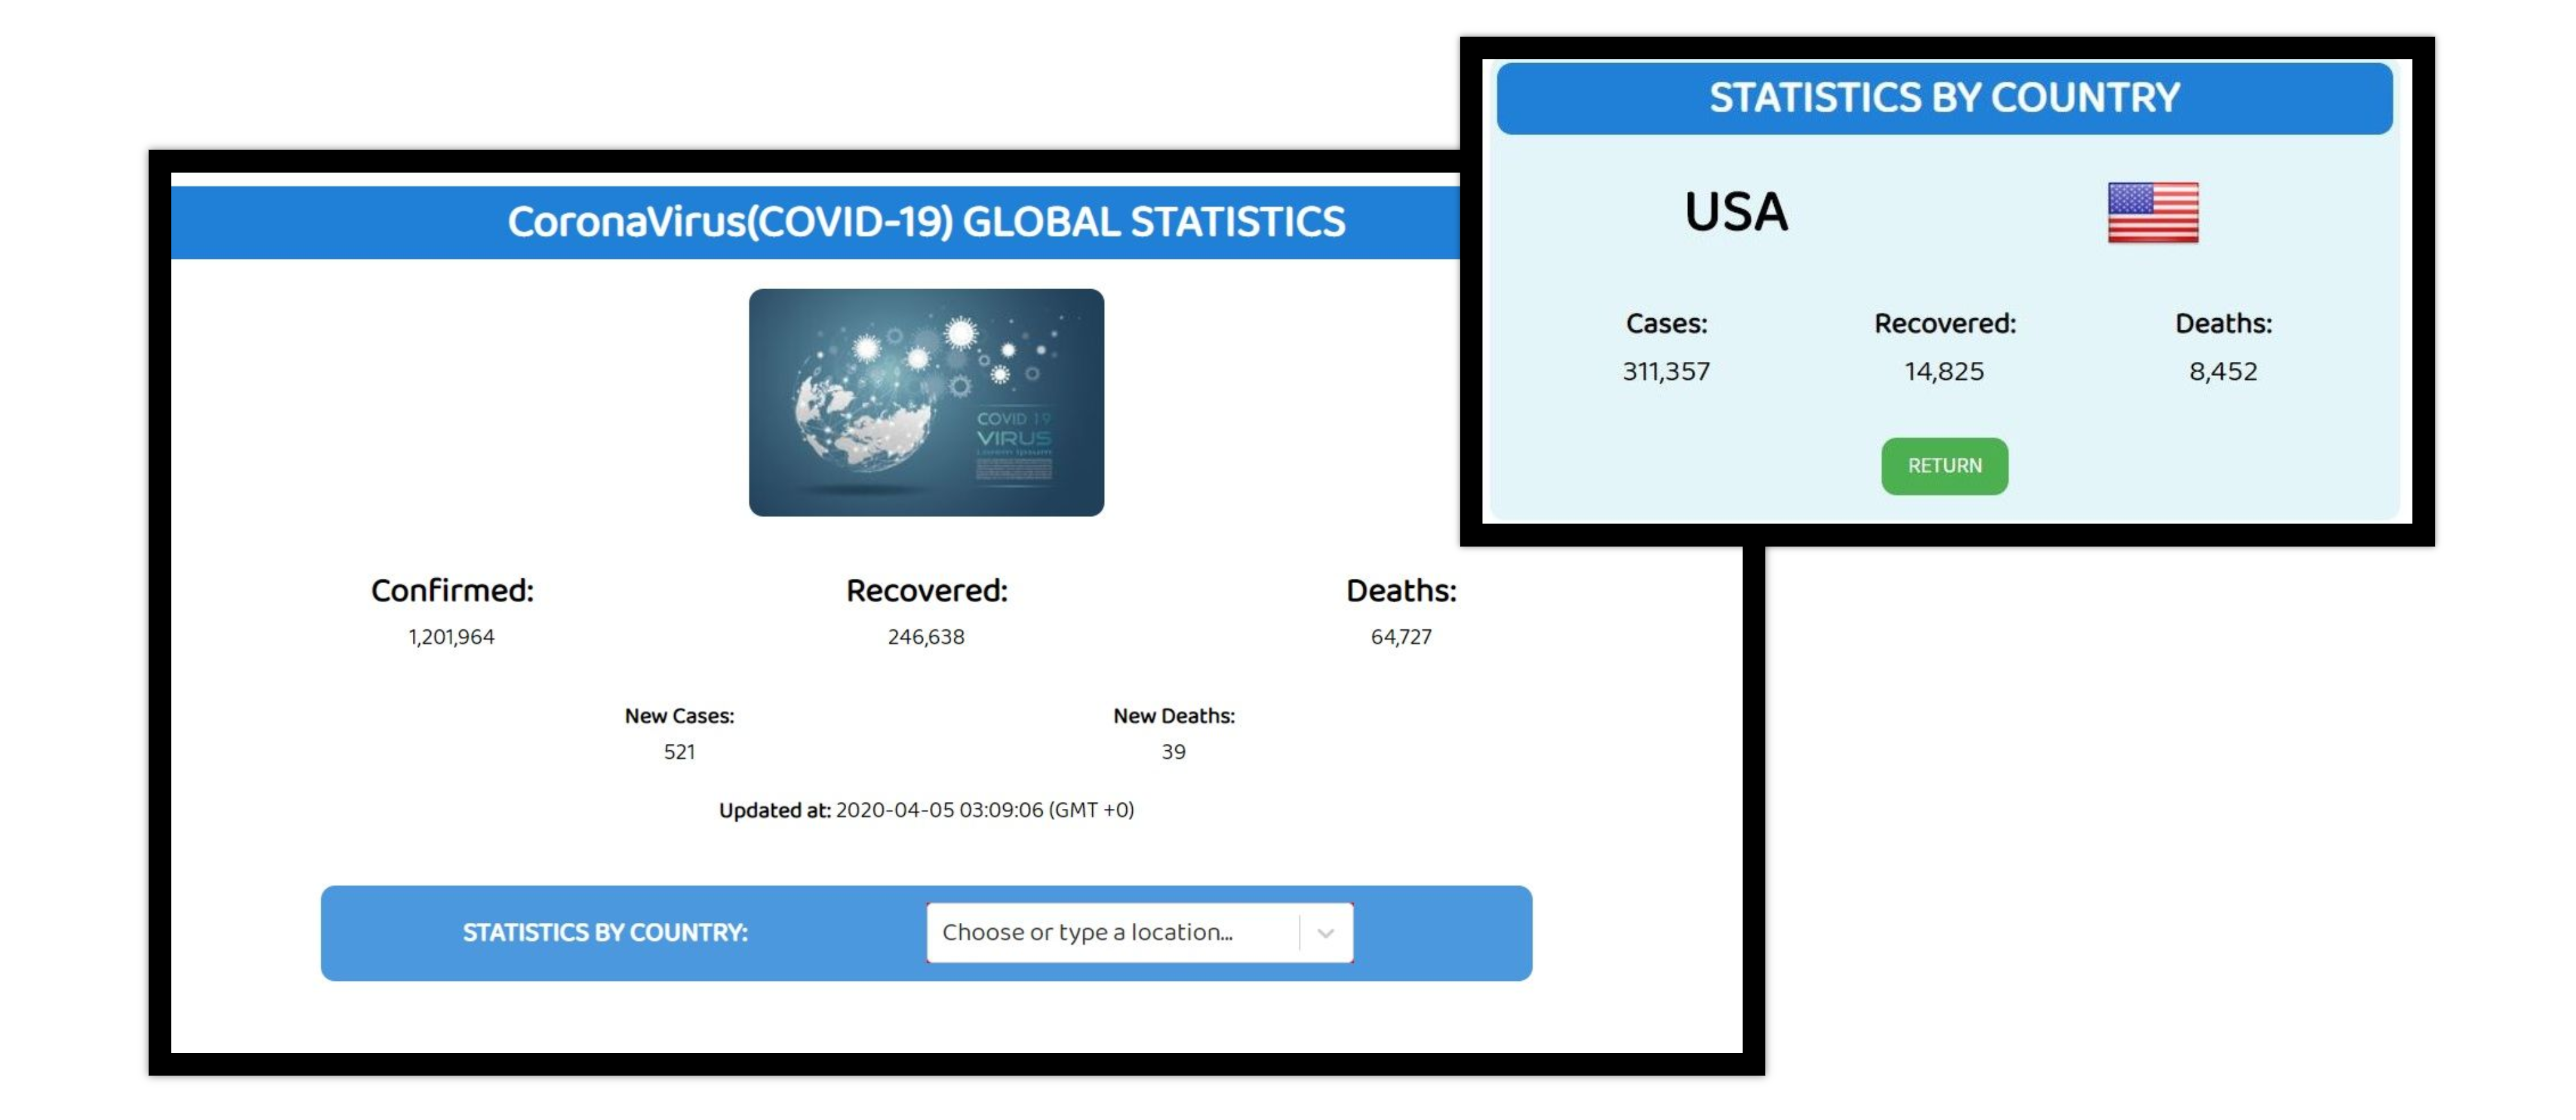 STATISTICS BY COUNTRY
USA
Cases: Recovered: Deaths:
311,357 14,825 8,452
RETURN
CoronaVirus(COVID-19) GLOBAL STATISTICS
COVID 19
VIRUS
Lorem Ipsum
Confirmed: Recovered: Deaths:
1,201,964 246,638 64,727
New Cases: New Deaths:
521 39
Updated at: 2020-04-05 03:09:06 (GMT +0)
STATISTICS BY COUNTRY: Choose or type a location...